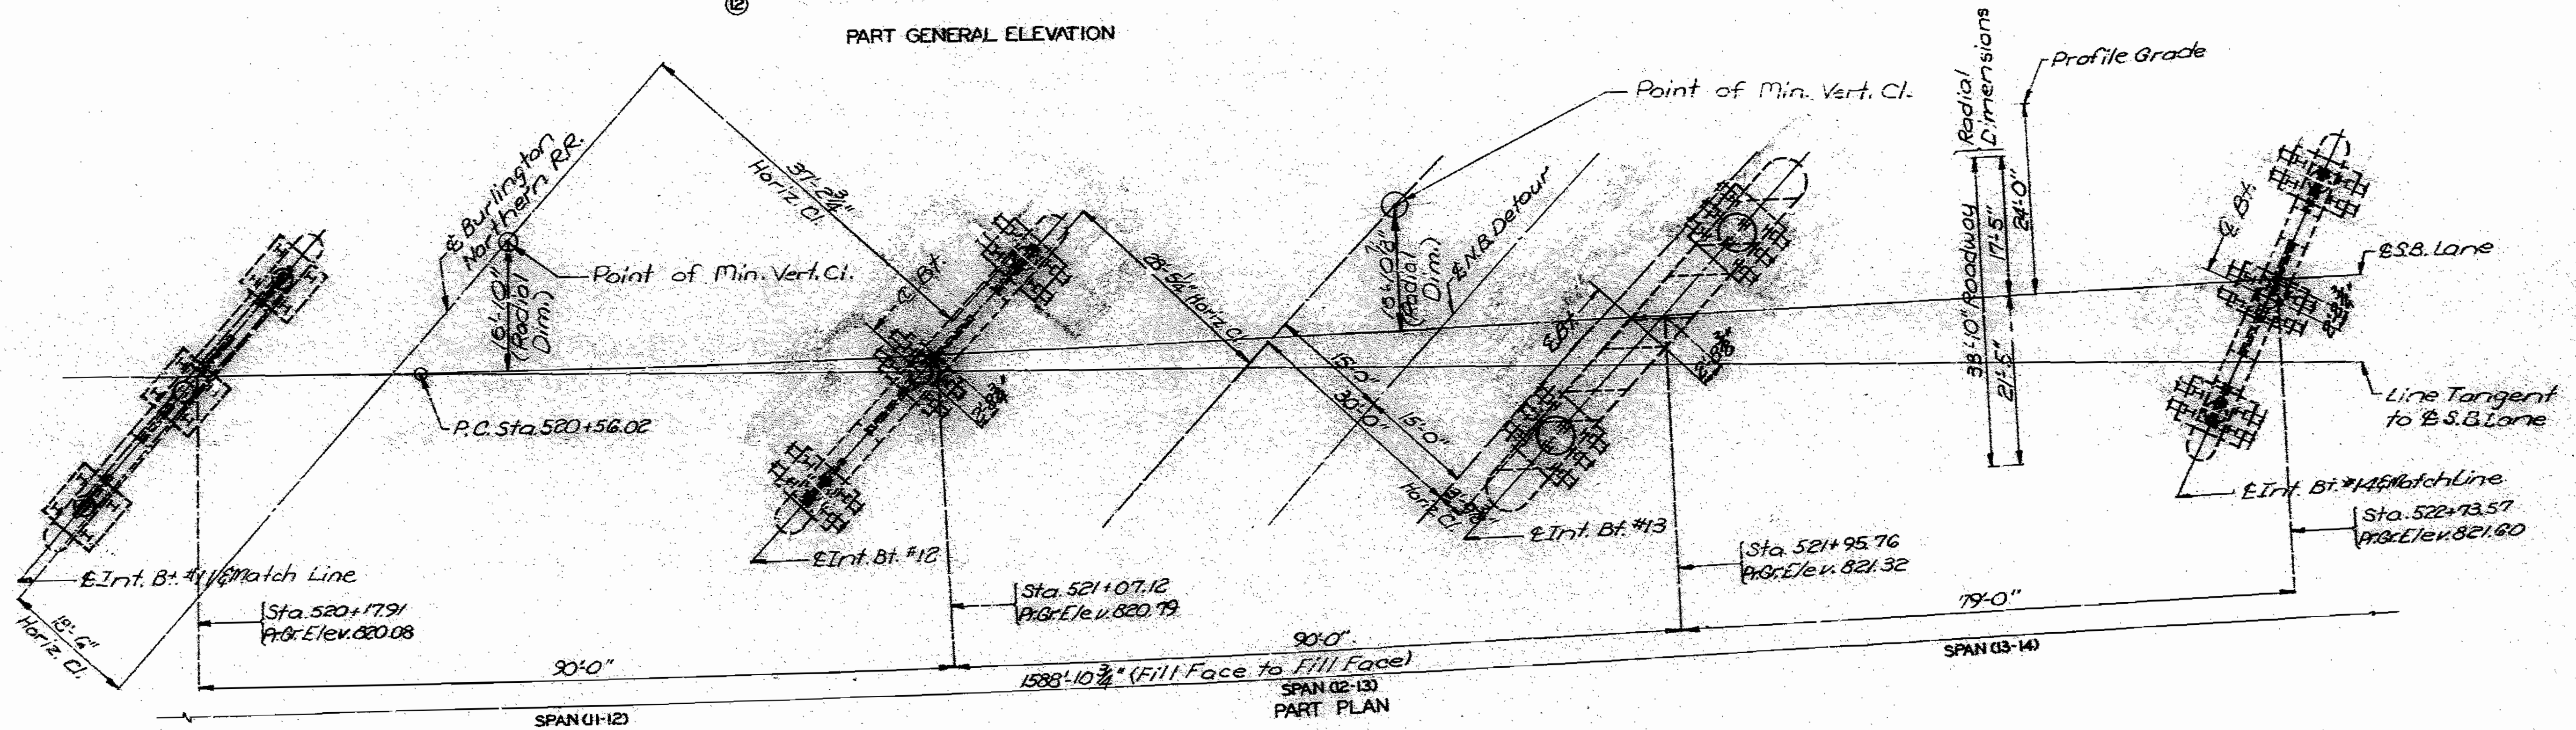 12
PART GENERAL ELEVATION
℄ Burlington
Northern R.R.
16'-10"
(Radial
Dim.)
Point of Min. Vert. Cl.
P.C. Sta. 520+56.02
37'-2¾"
Horiz. Cl.
℄ Bt.
28'-5¼" Horiz. Cl.
Point of Min. Vert. Cl.
(Radial
Dim.)
℄ N.B. Detour
15'-0"
30'-0"
15'-0"
Horiz. Cl.
℄ Bt.
Radial
Dimensions
Profile Grade
38'-10" Roadway
17'-5"
24'-0"
21'-5"
℄ Bt.
℄ S.B. Lane
Line Tangent
to ℄ S.B. Lane
℄ Int. Bt. #11 & Match Line
18'-6"
Horiz. Cl.
Sta. 520+17.91
Pr.Gr.Elev. 820.08
℄ Int. Bt. #12
Sta. 521+07.12
Pr.Gr.Elev. 820.79
℄ Int. Bt. #13
Sta. 521+95.76
Pr.Gr.Elev. 821.32
℄ Int. Bt. #14 & Match Line
Sta. 522+73.57
Pr.Gr.Elev. 821.60
90'-0"
90'-0"
79'-0"
1588'-10¾" (Fill Face to Fill Face)
SPAN (11-12)
SPAN (12-13)
SPAN (13-14)
PART PLAN